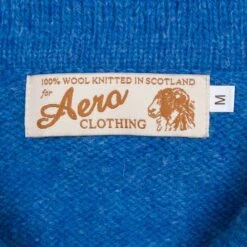 100% WOOL KNITTED IN SCOTLAND
for
Aero
CLOTHING
M